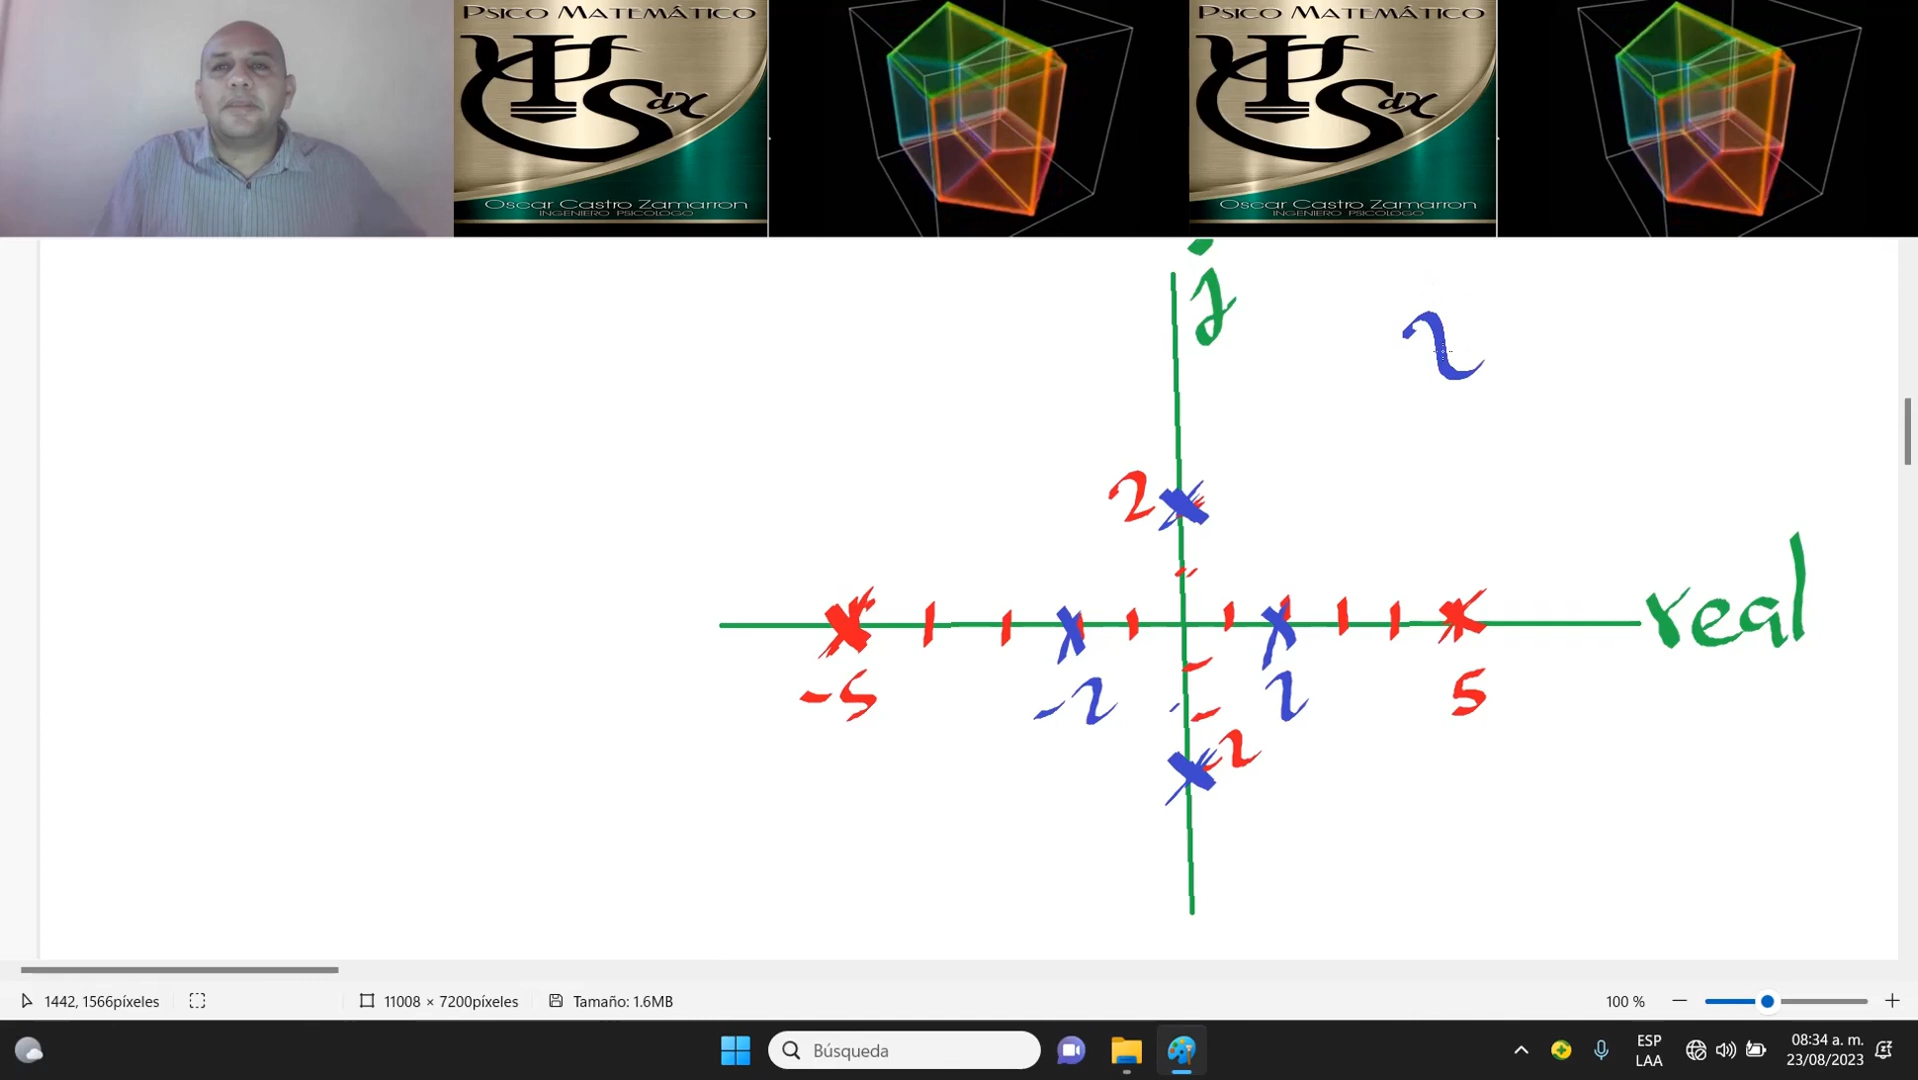 PSICO MATEMÁTICO
PSICO MATEMÁTICO
dx
dx
Oscar Castro Zamarron
INGENIERO PSICOLOGO
Oscar Castro Zamarron
INGENIERO PSICOLOGO
j
2
2
real
-5
-2
2
5
-2
1442, 1566píxeles
11008 × 7200píxeles
Tamaño: 1.6MB
100 %
Búsqueda
ESP
LAA
08:34 a. m.
23/08/2023